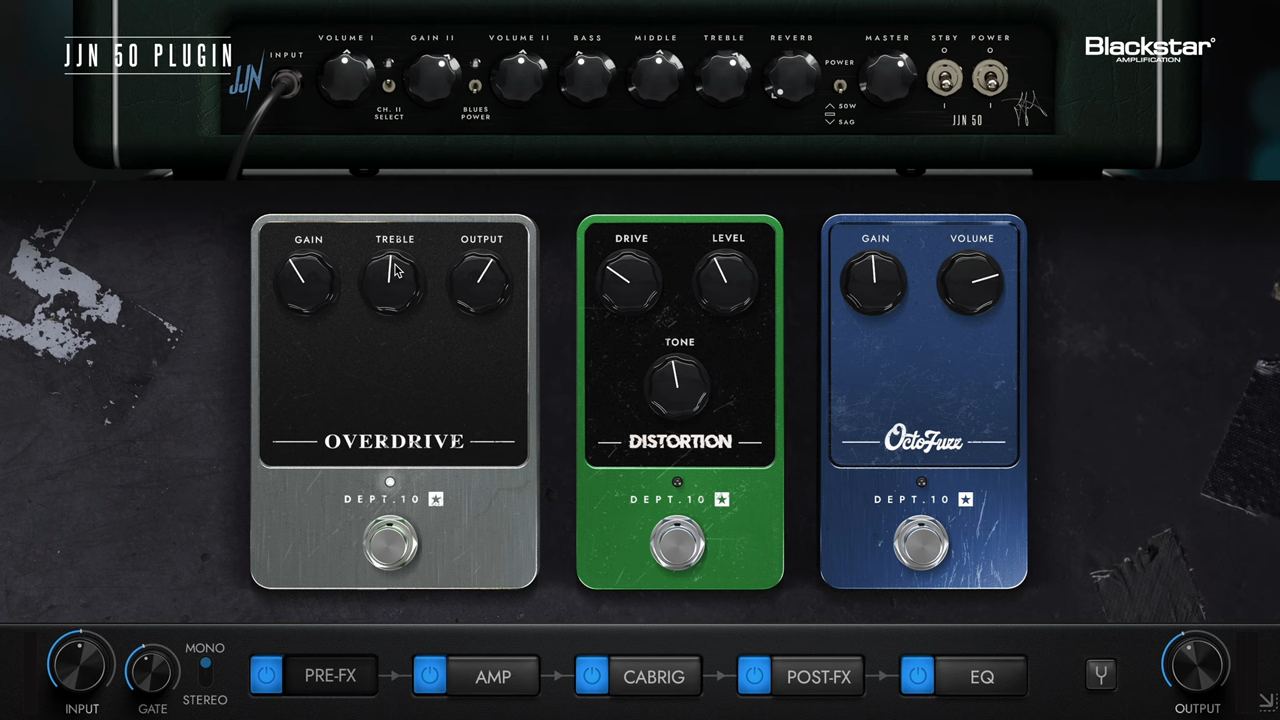 JJN 50 PLUGIN
JJN
INPUT
VOLUME I
GAIN II
VOLUME II
BASS
MIDDLE
TREBLE
REVERB
MASTER
STBY
POWER
Blackstar
AMPLIFICATION
POWER
CH. II
SELECT
BLUES
POWER
50W
SAG
JJN 50
GAIN
TREBLE
OUTPUT
OVERDRIVE
DEPT.10
DRIVE
LEVEL
TONE
DISTORTION
DEPT.10
GAIN
VOLUME
OctoFuzz
DEPT.10
INPUT
GATE
MONO
STEREO
PRE-FX
AMP
CABRIG
POST-FX
EQ
OUTPUT